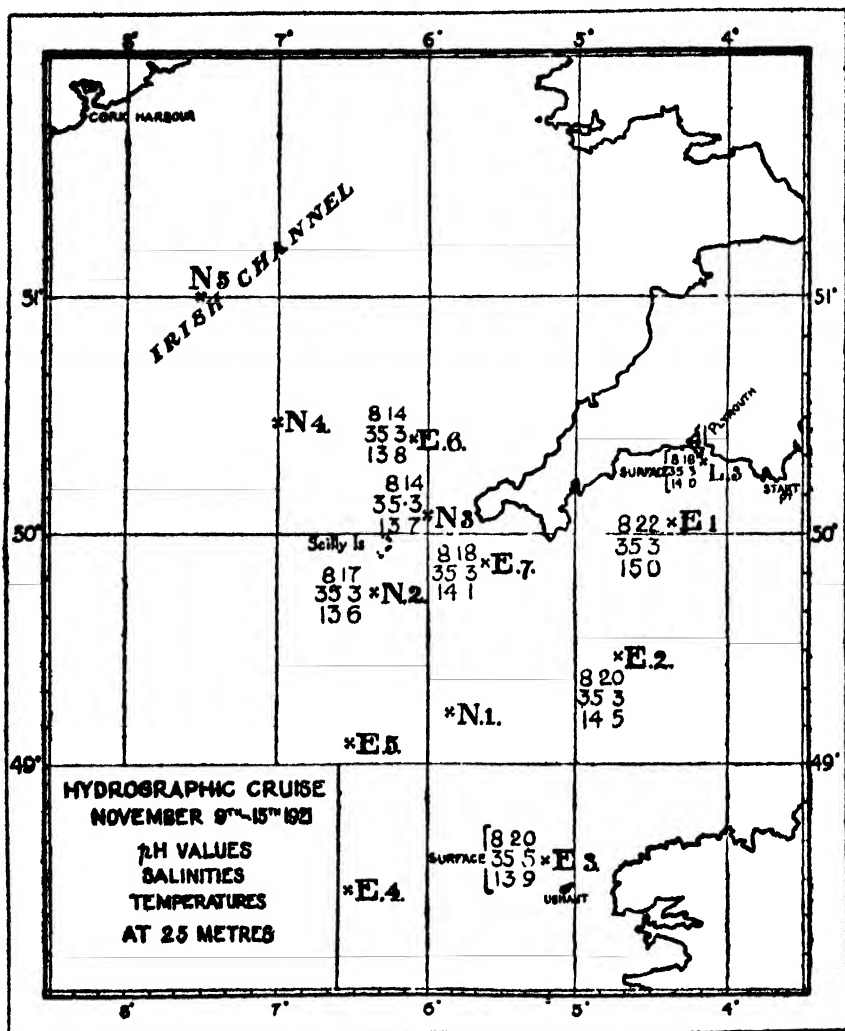 8° 7° 6° 5° 4°
CORK HARBOUR
IRISH CHANNEL
N5
51° 51°
PLYMOUTH
N4.
8 14
35 3
13 8
E.6.
SURFACE
8 18
35 3
14 0
L.3
START PT
8 14
35·3
13 7
N3
50° 50°
8 22
35 3
15 0
E1
Scilly Is
8 18
35 3
14 1
E.7.
8 17
35 3
13 6
N.2.
E.2.
8 20
35 3
14 5
N.1.
E.5.
49° 49°
HYDROGRAPHIC CRUISE
NOVEMBER 9TH-15TH 1921
pH VALUES
SALINITIES
TEMPERATURES
AT 25 METRES
SURFACE
8 20
35 5
13 9
E 3.
USHANT
E.4.
8° 7° 6° 5° 4°